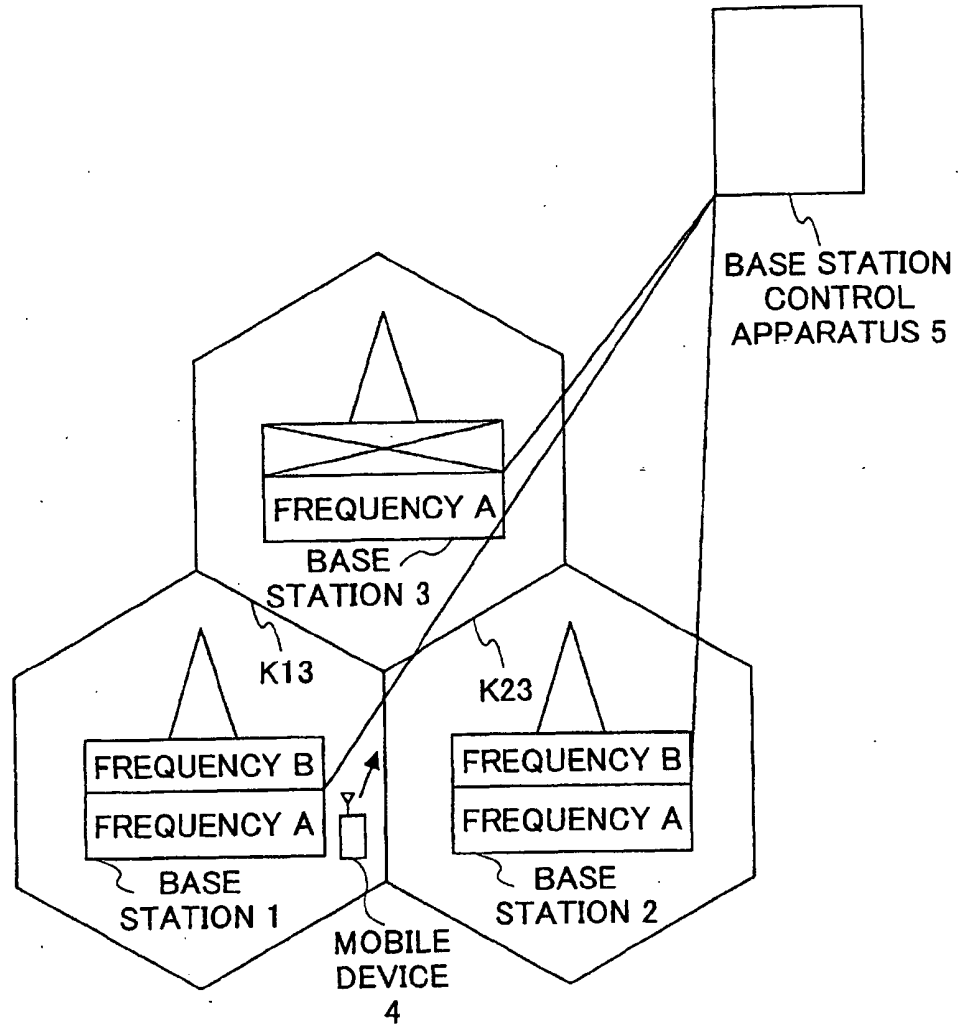 BASE STATION
CONTROL
APPARATUS 5
FREQUENCY A
BASE
STATION 3
K13
K23
FREQUENCY B
FREQUENCY A
BASE
STATION 1
FREQUENCY B
FREQUENCY A
BASE
STATION 2
MOBILE
DEVICE
4